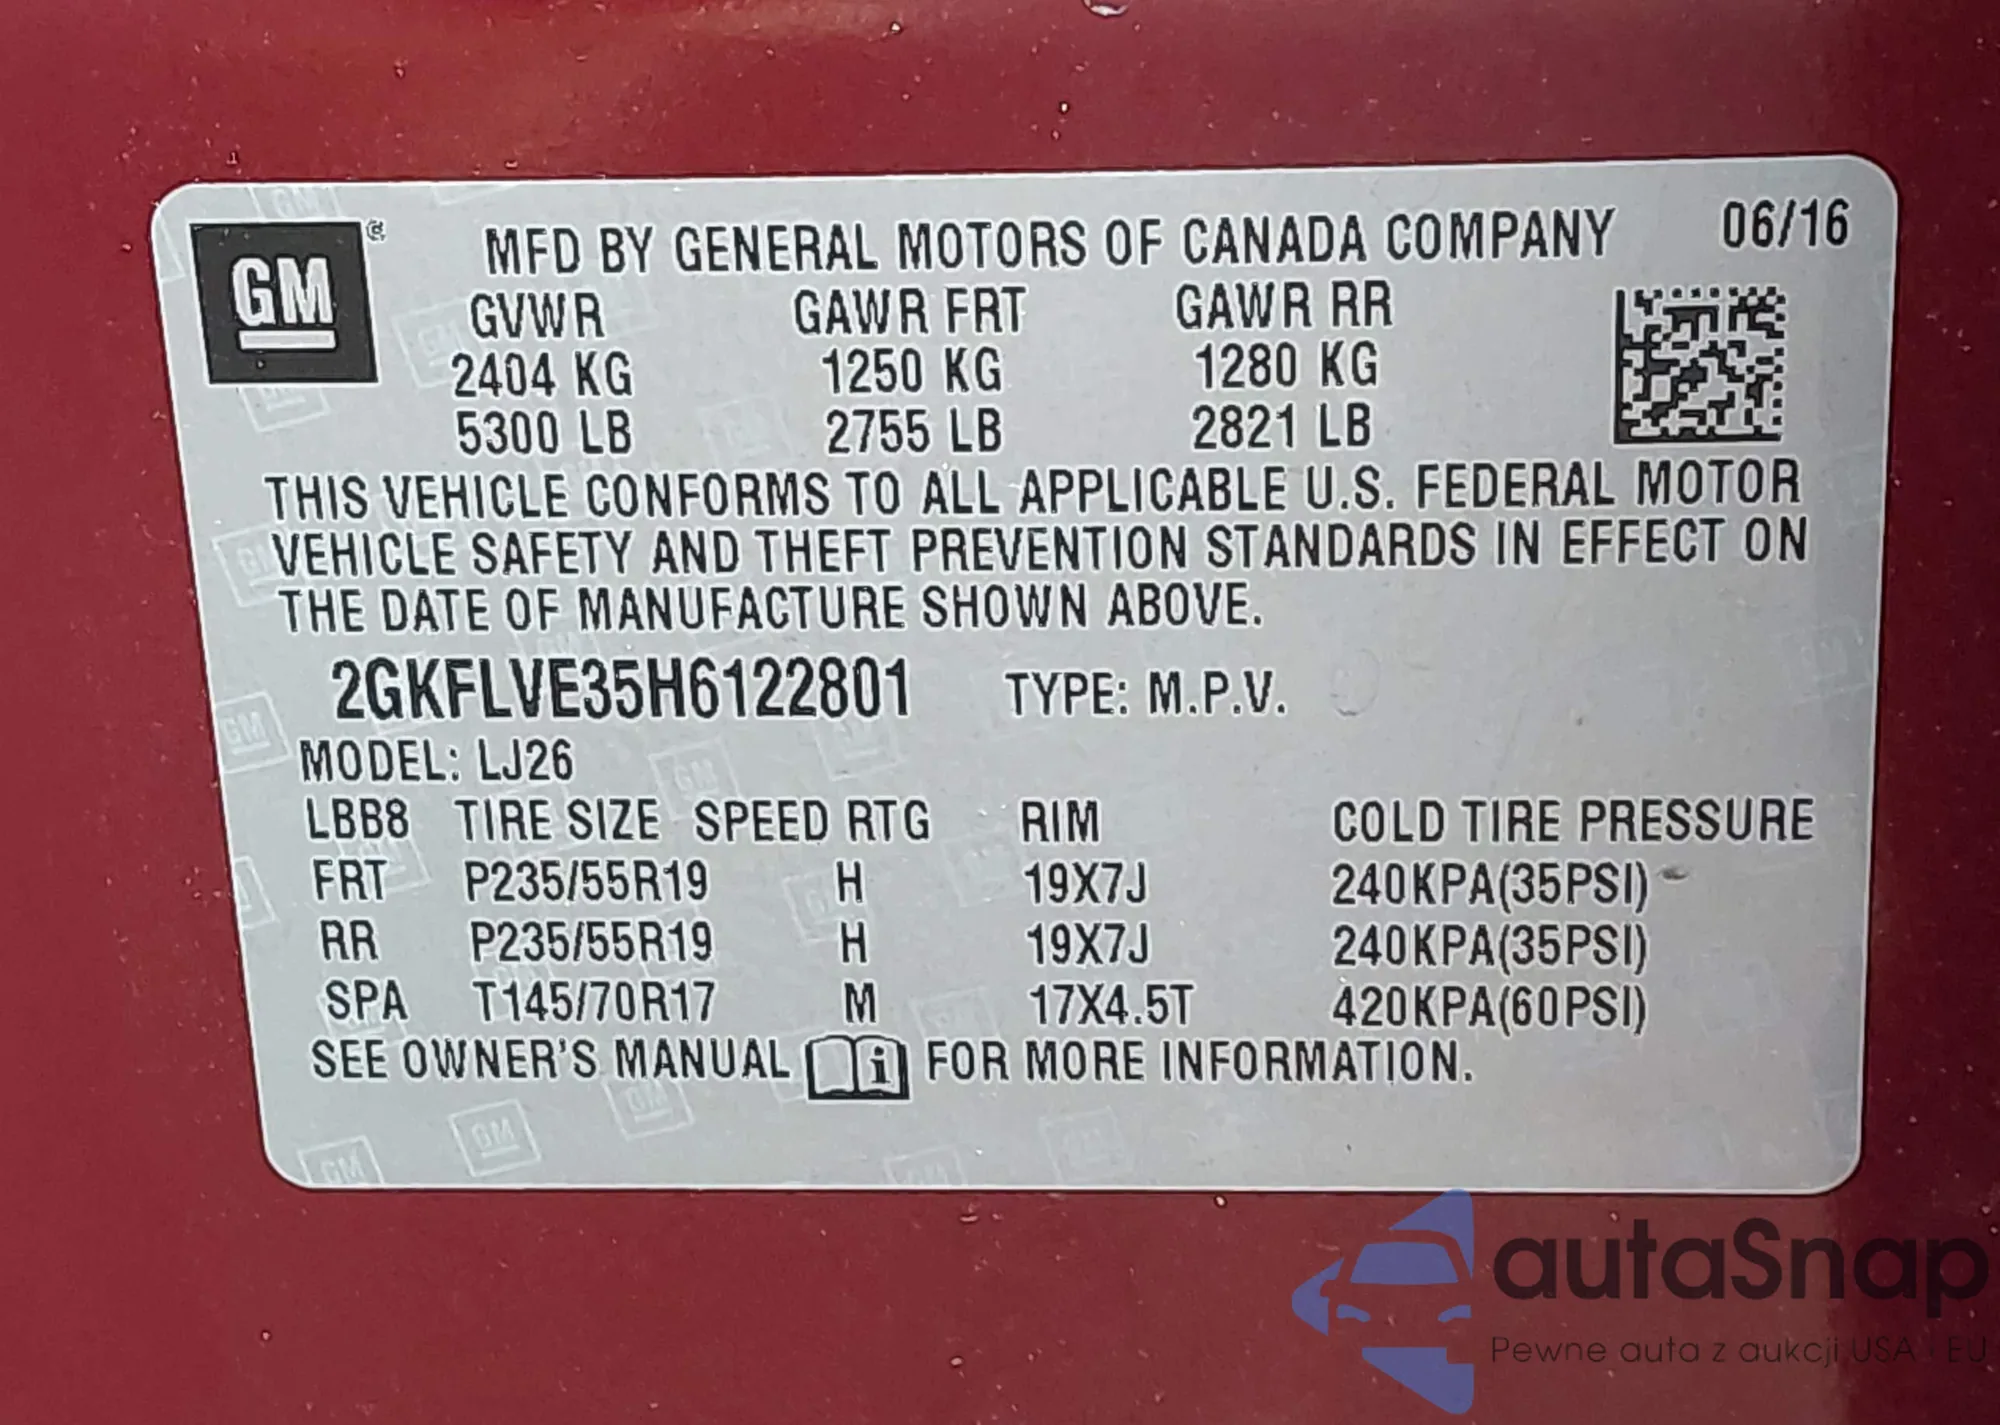 GM
MFD BY GENERAL MOTORS OF CANADA COMPANY 06/16
GVWR GAWR FRT GAWR RR
2404 KG 1250 KG 1280 KG
5300 LB 2755 LB 2821 LB
THIS VEHICLE CONFORMS TO ALL APPLICABLE U.S. FEDERAL MOTOR
VEHICLE SAFETY AND THEFT PREVENTION STANDARDS IN EFFECT ON
THE DATE OF MANUFACTURE SHOWN ABOVE.
2GKFLVE35H6122801 TYPE: M.P.V.
MODEL: LJ26
LBB8 TIRE SIZE SPEED RTG RIM COLD TIRE PRESSURE
FRT P235/55R19 H 19X7J 240KPA(35PSI)
RR P235/55R19 H 19X7J 240KPA(35PSI)
SPA T145/70R17 M 17X4.5T 420KPA(60PSI)
SEE OWNER'S MANUAL i FOR MORE INFORMATION.
autaSnap
Pewne auta z aukcji USA i EU